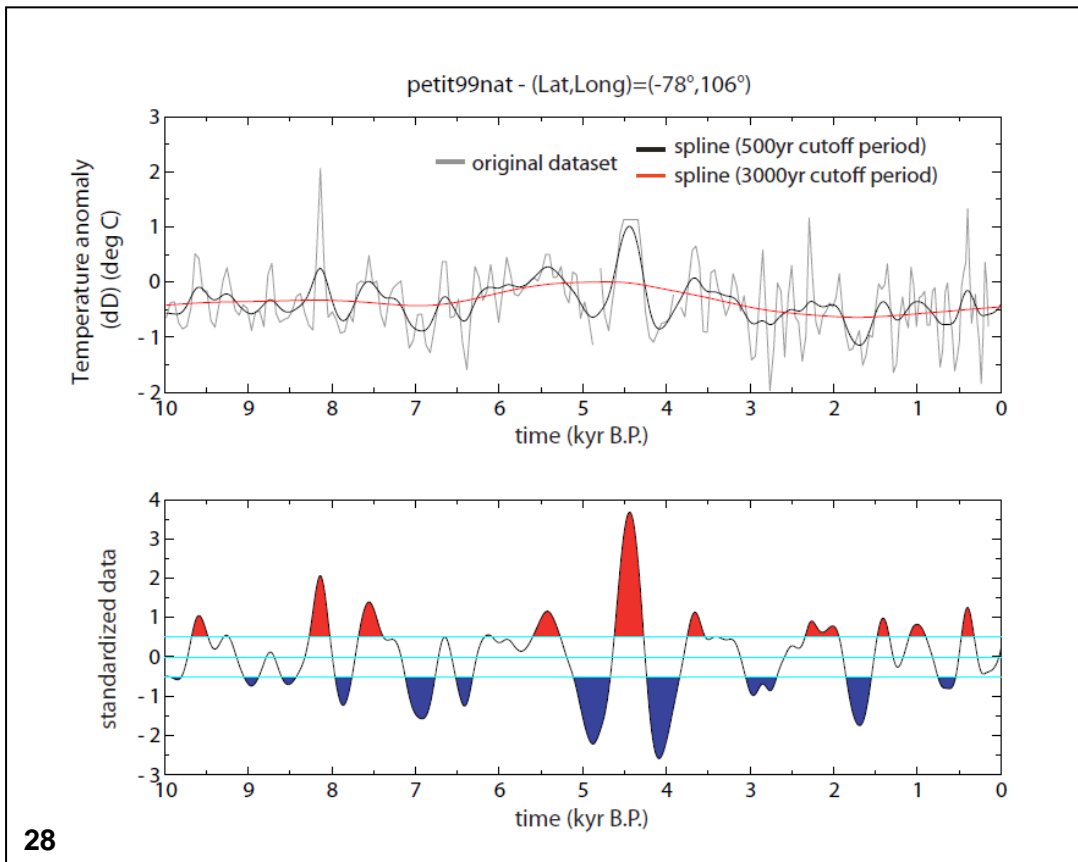 petit99nat - (Lat,Long)=(-78°,106°)
3
2
1
0
- 1
- 2
Temperature anomaly
(dD) (deg C)
original dataset
spline (500yr cutoff period)
spline (3000yr cutoff period)
10 9 8 7 6 5 4 3 2 1 0
time (kyr B.P.)
4
3
2
1
0
- 1
- 2
- 3
standardized data
10 9 8 7 6 5 4 3 2 1 0
time (kyr B.P.)
28